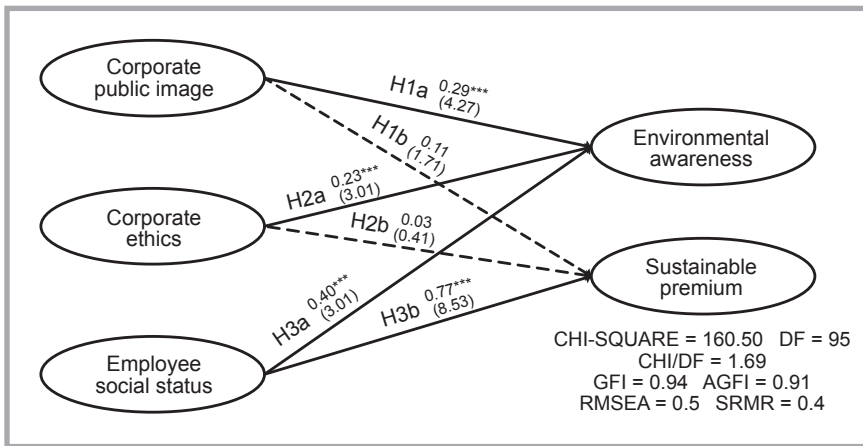 Corporate
public image
H1a 0.29***
(4.27)
H1b 0.11
(1.71)
Environmental
awareness
Corporate
ethics
H2a 0.23***
(3.01)
H2b 0.03
(0.41)
Sustainable
premium
H3a 0.40***
(3.01)
H3b 0.77***
(8.53)
Employee
social status
CHI-SQUARE = 160.50 DF = 95
CHI/DF = 1.69
GFI = 0.94 AGFI = 0.91
RMSEA = 0.5 SRMR = 0.4